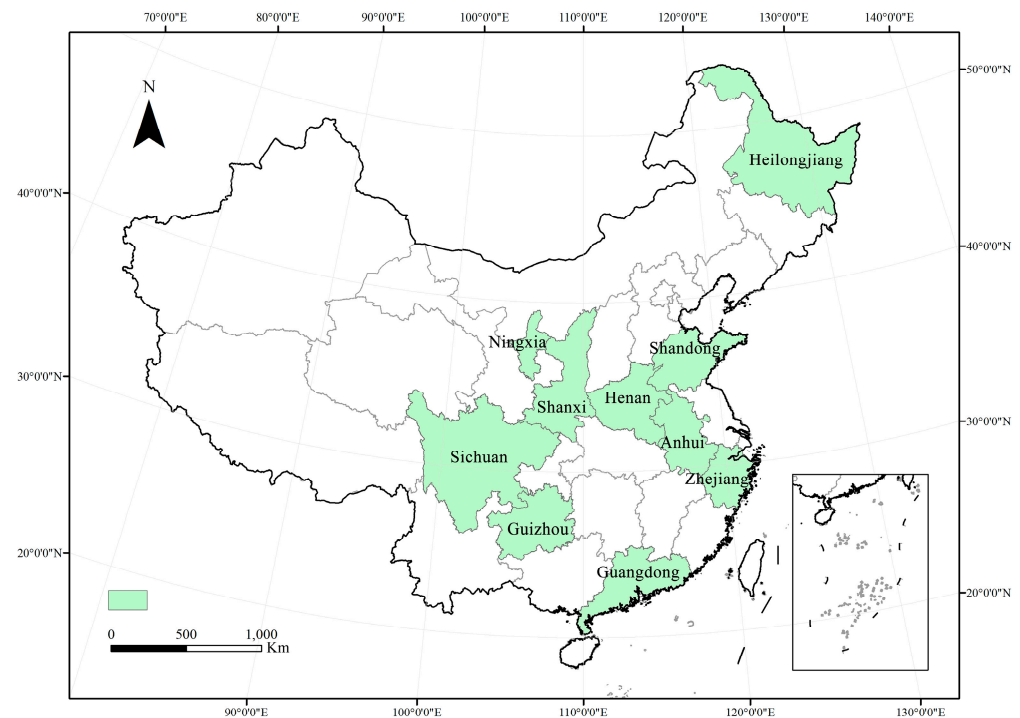 70°0'0"E 80°0'0"E 90°0'0"E 100°0'0"E 110°0'0"E 120°0'0"E 130°0'0"E 140°0'0"E
50°0'0"N
N
Heilongjiang
40°0'0"N
40°0'0"N
Ningxia
Shandong
30°0'0"N
Henan
Shanxi
30°0'0"N
Anhui
Sichuan
Zhejiang
Guizhou
20°0'0"N
Guangdong
20°0'0"N
0 500 1,000
Km
90°0'0"E 100°0'0"E 110°0'0"E 120°0'0"E 130°0'0"E